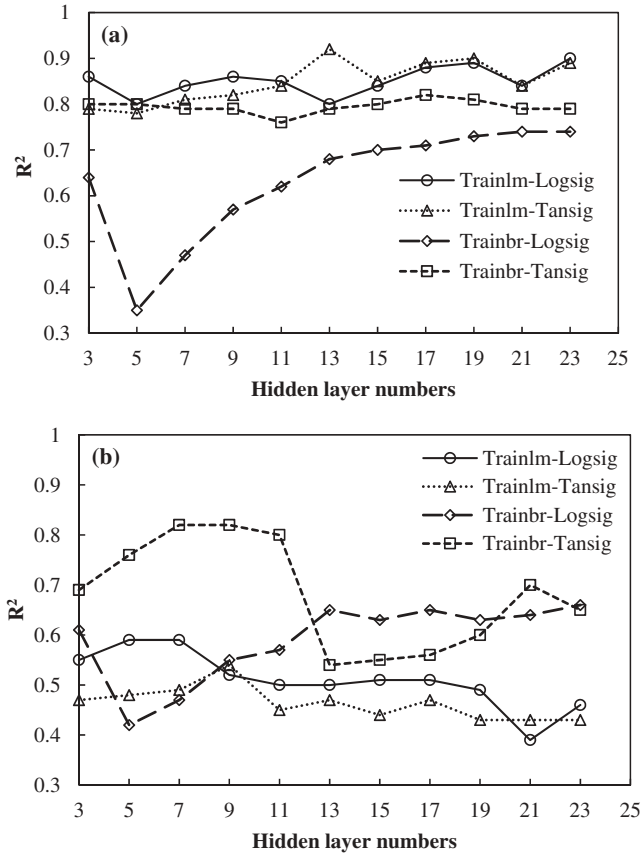 (a)
1
0.9
0.8
0.7
0.6
0.5
0.4
0.3
R²
Trainlm-Logsig
Trainlm-Tansig
Trainbr-Logsig
Trainbr-Tansig
3 5 7 9 11 13 15 17 19 21 23 25
Hidden layer numbers
(b)
1
0.9
0.8
0.7
0.6
0.5
0.4
0.3
R²
Trainlm-Logsig
Trainlm-Tansig
Trainbr-Logsig
Trainbr-Tansig
3 5 7 9 11 13 15 17 19 21 23 25
Hidden layer numbers